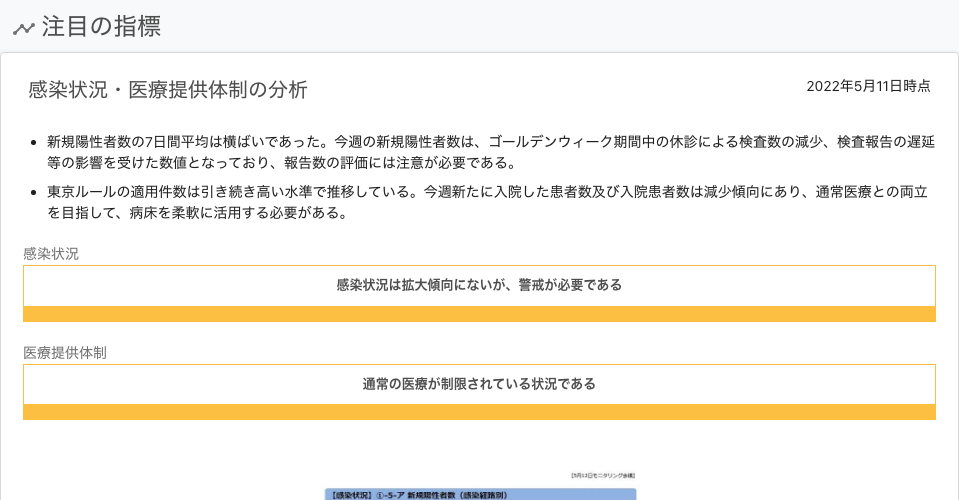 注目の指標
感染状況・医療提供体制の分析
2022年5月11日時点
新規陽性者数の7日間平均は横ばいであった。今週の新規陽性者数は、ゴールデンウィーク期間中の休診による検査数の減少、検査報告の遅延
等の影響を受けた数値となっており、報告数の評価には注意が必要である。
東京ルールの適用件数は引き続き高い水準で推移している。今週新たに入院した患者数及び入院患者数は減少傾向にあり、通常医療との両立
を目指して、病床を柔軟に活用する必要がある。
感染状況
感染状況は拡大傾向にないが、警戒が必要である
医療提供体制
通常の医療が制限されている状況である
【5月12日モニタリング会議】
【感染状況】①-5-ア 新規陽性者数（感染経路別）